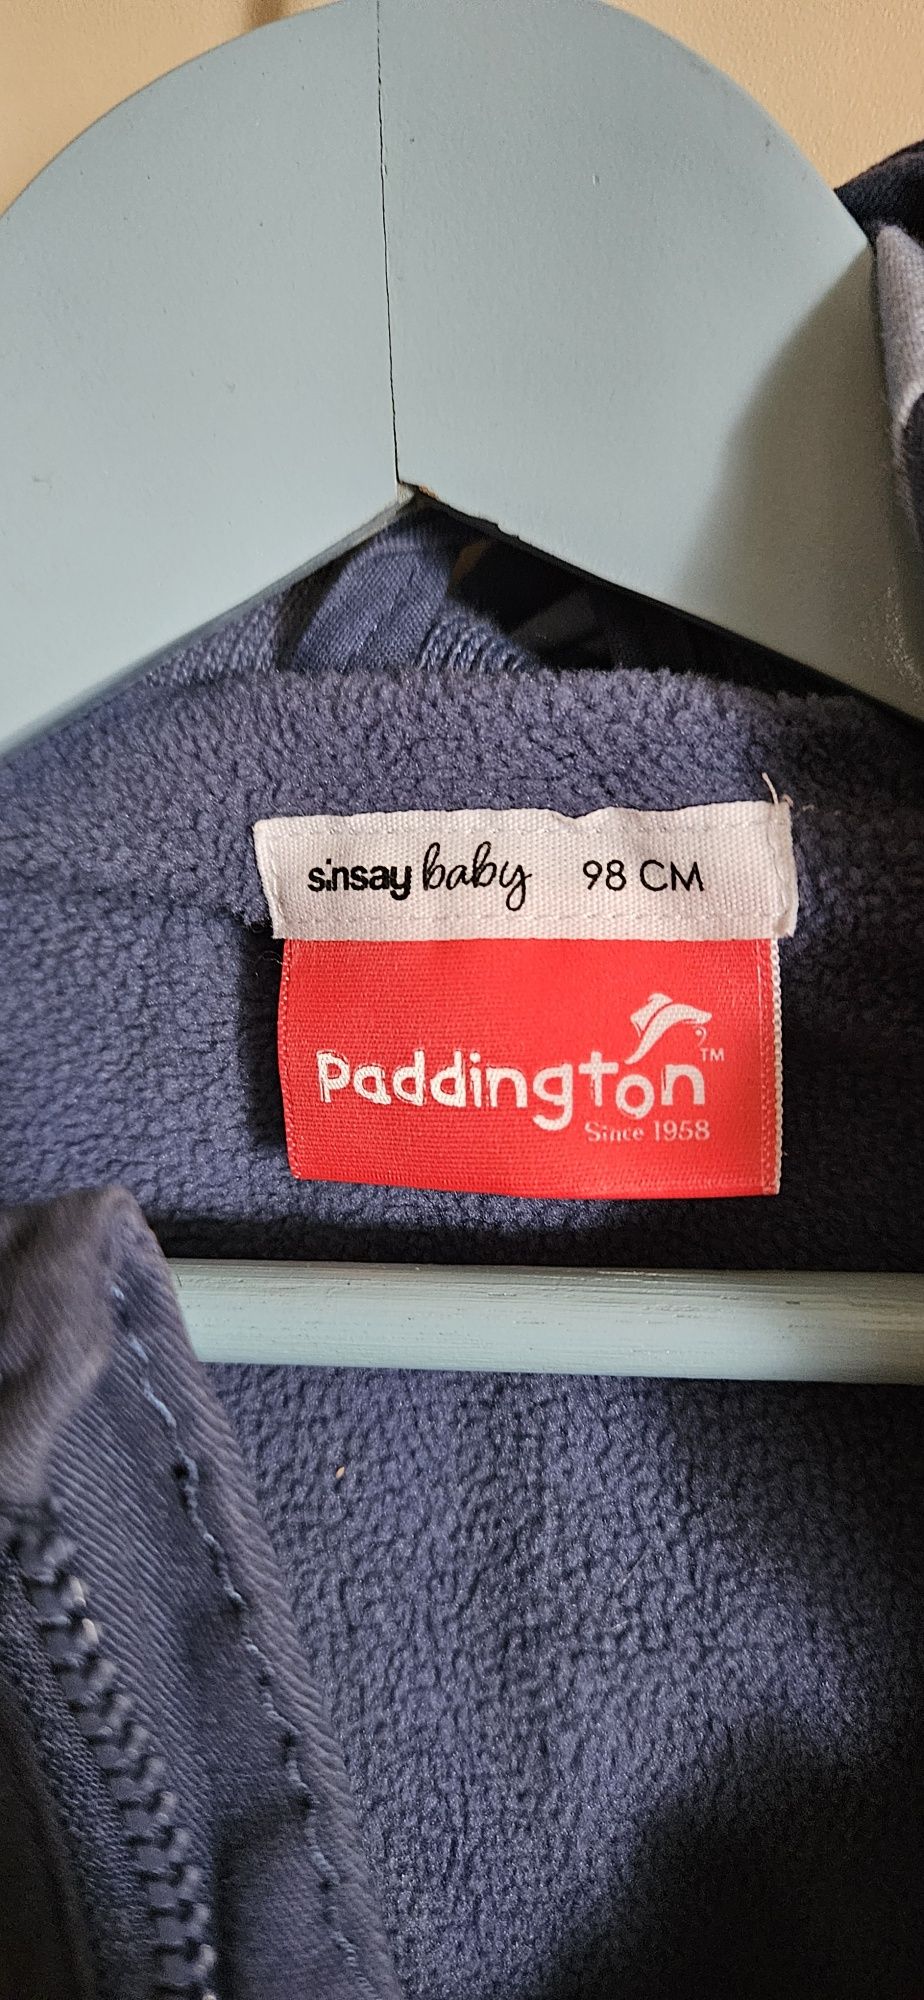 sinsay baby 98 CM
Paddington™
Since 1958